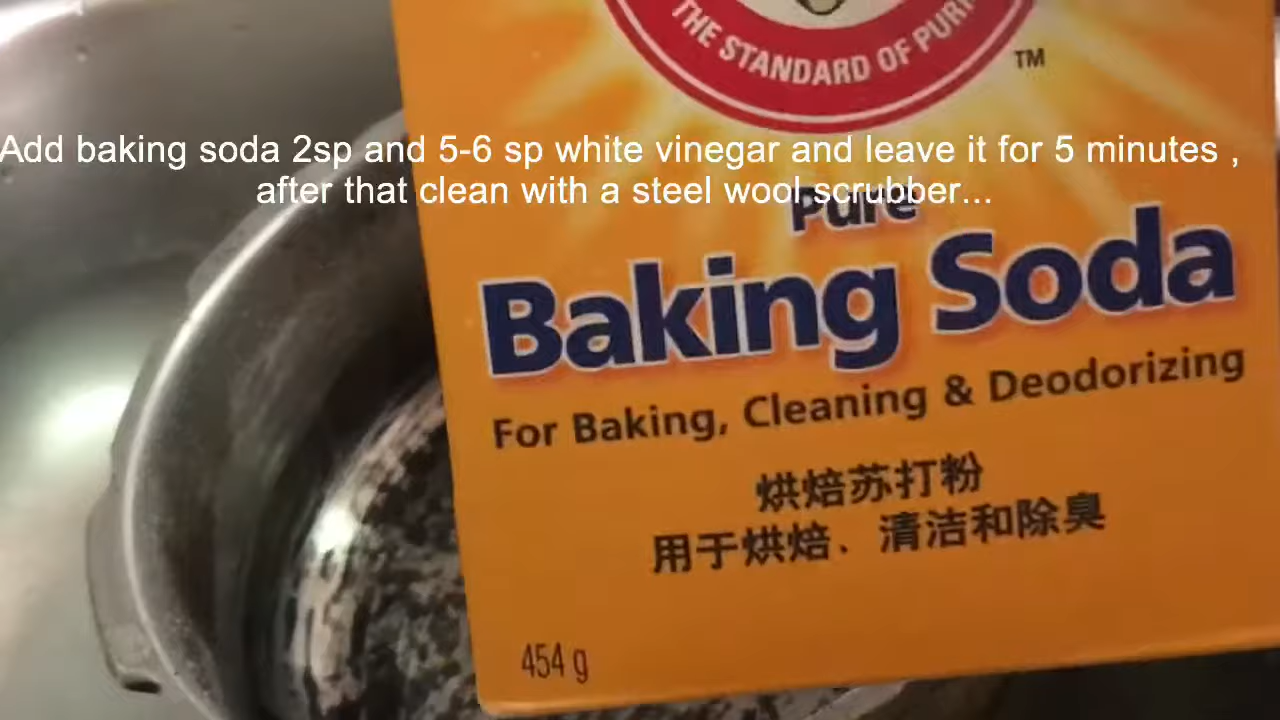 THE STANDARD OF
TM
Add baking soda 2sp and 5-6 sp white vinegar and leave it for 5 minutes ,
after that clean with a steel wool scrubber...
Pure
Baking Soda
For Baking, Cleaning & Deodorizing
烘焙苏打粉
用于烘焙、清洁和除臭
454 g